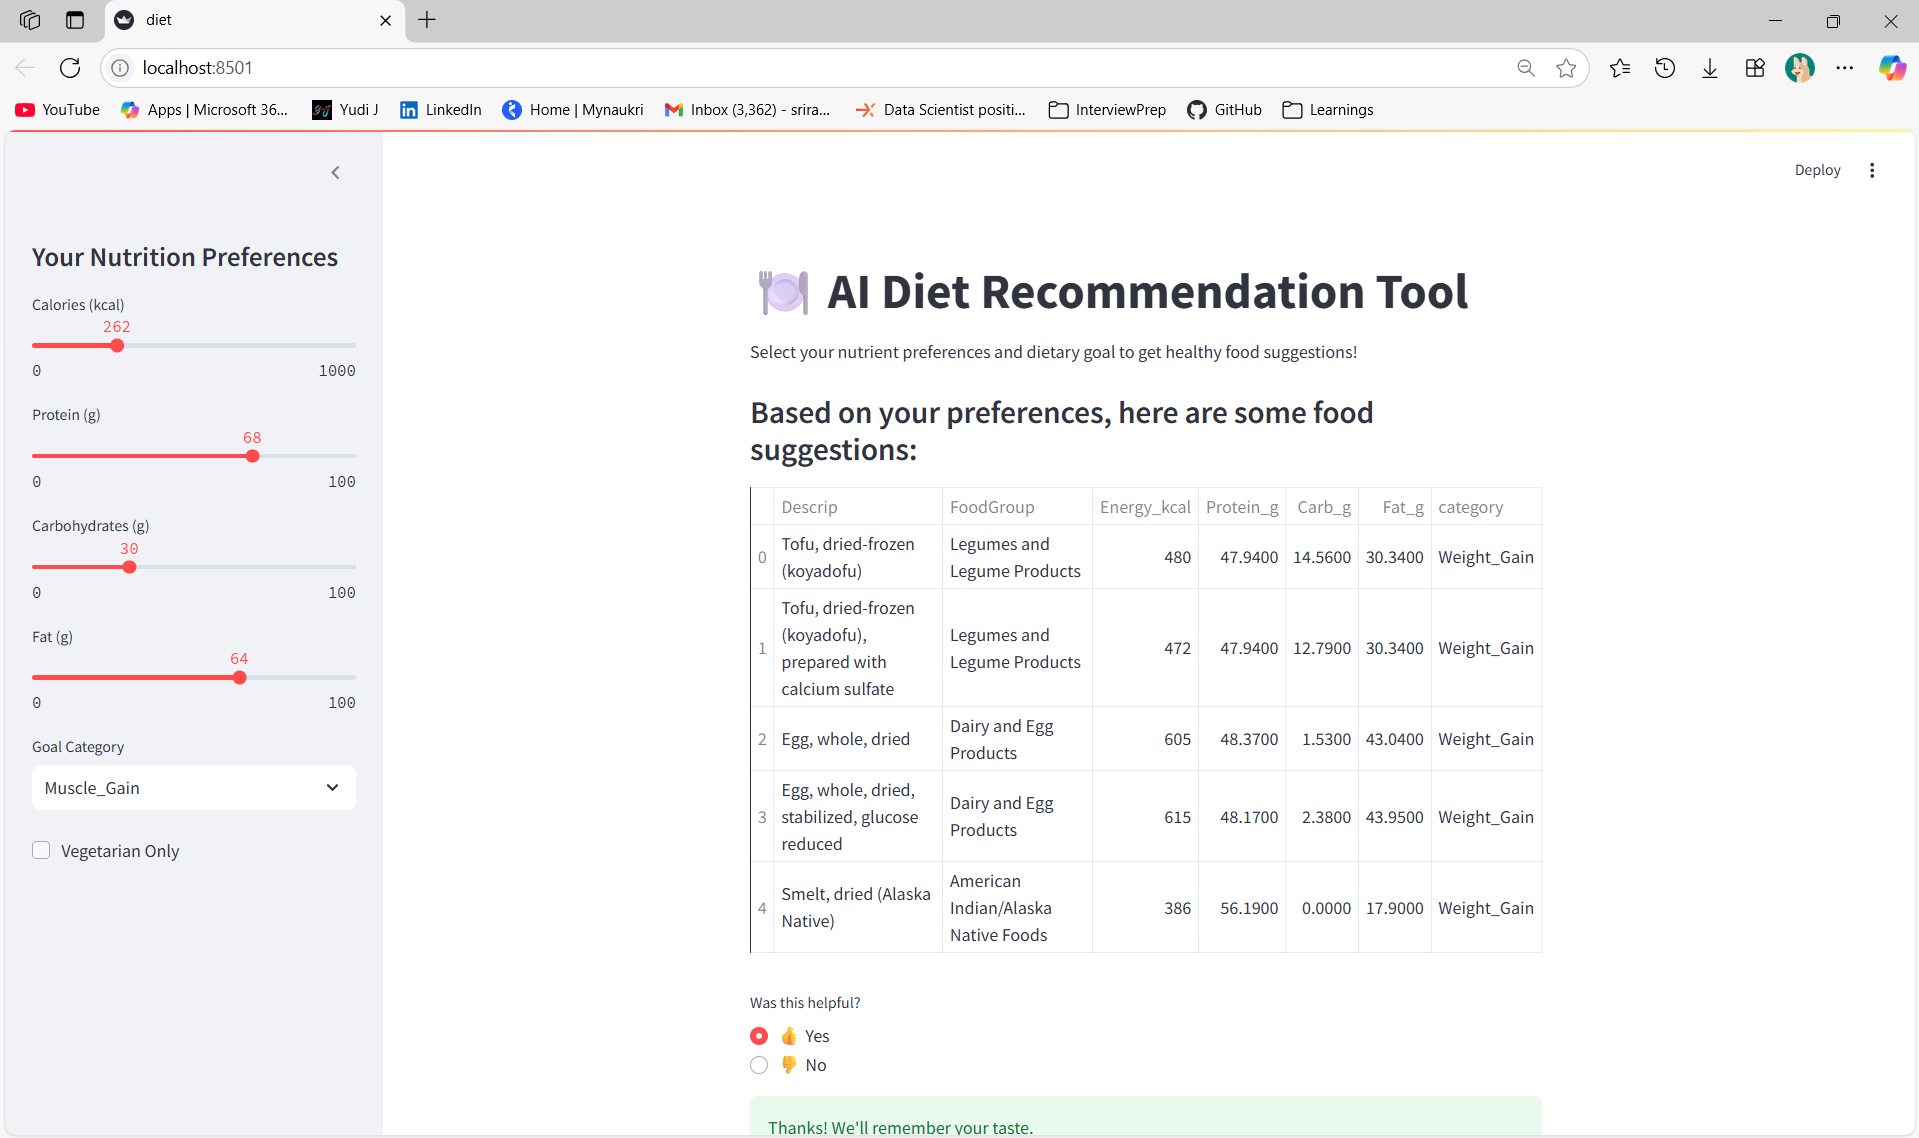 diet
localhost:8501
YouTube
Apps | Microsoft 36...
Yudi J
LinkedIn
Home | Mynaukri
Inbox (3,362) - srira...
Data Scientist positi...
InterviewPrep
GitHub
Learnings
Deploy
Your Nutrition Preferences
Calories (kcal)
262
0 1000
Protein (g)
68
0 100
Carbohydrates (g)
30
0 100
Fat (g)
64
0 100
Goal Category
Muscle_Gain
Vegetarian Only
AI Diet Recommendation Tool
Select your nutrient preferences and dietary goal to get healthy food suggestions!
Based on your preferences, here are some food
suggestions:
Descrip FoodGroup Energy_kcal Protein_g Carb_g Fat_g category
0 Tofu, dried-frozen (koyadofu) Legumes and Legume Products 480 47.9400 14.5600 30.3400 Weight_Gain
1 Tofu, dried-frozen (koyadofu), prepared with calcium sulfate Legumes and Legume Products 472 47.9400 12.7900 30.3400 Weight_Gain
2 Egg, whole, dried Dairy and Egg Products 605 48.3700 1.5300 43.0400 Weight_Gain
3 Egg, whole, dried, stabilized, glucose reduced Dairy and Egg Products 615 48.1700 2.3800 43.9500 Weight_Gain
4 Smelt, dried (Alaska Native) American Indian/Alaska Native Foods 386 56.1900 0.0000 17.9000 Weight_Gain
Was this helpful?
👍 Yes
👎 No
Thanks! We'll remember your taste.